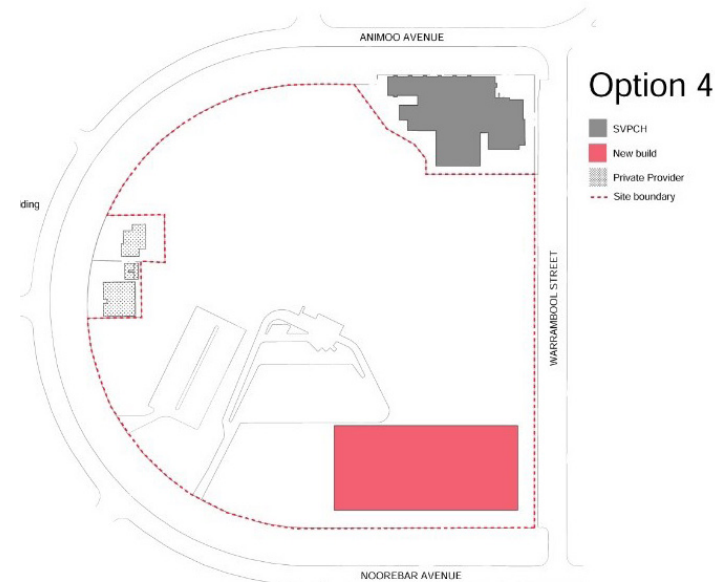 ANIMOO AVENUE
Option 4
SVPCH
New build
Private Provider
Site boundary
ding
WARRAMBOOL STREET
NOOREBAR AVENUE